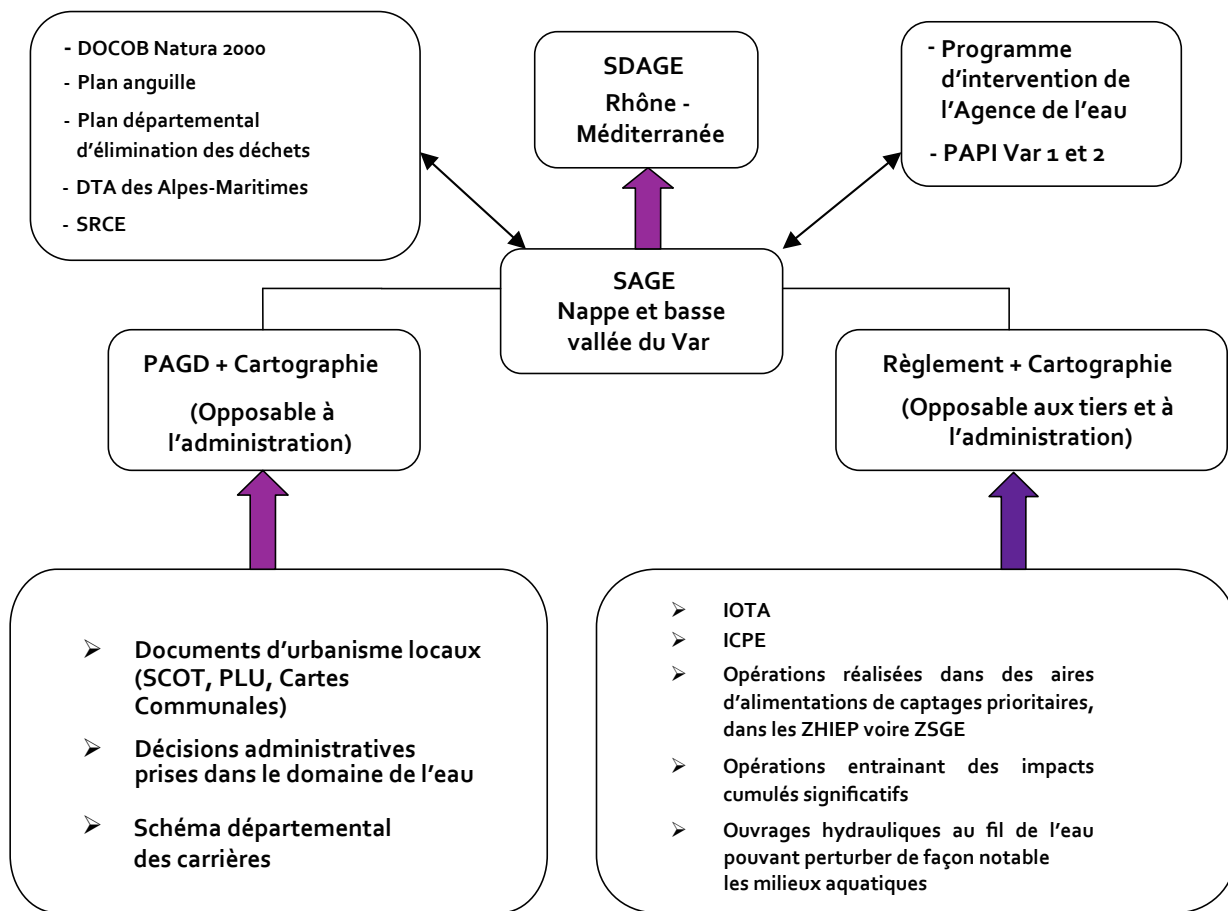 - DOCOB Natura 2000
- Plan anguille
- Plan départemental
d'élimination des déchets
- DTA des Alpes-Maritimes
- SRCE
SDAGE
Rhône -
Méditerranée
- Programme
d'intervention de
l'Agence de l'eau
- PAPI Var 1 et 2
SAGE
Nappe et basse
vallée du Var
PAGD + Cartographie
(Opposable à
l'administration)
Règlement + Cartographie
(Opposable aux tiers et à
l'administration)
➢ Documents d'urbanisme locaux
(SCOT, PLU, Cartes
Communales)
➢ Décisions administratives
prises dans le domaine de l'eau
➢ Schéma départemental
des carrières
➢ IOTA
➢ ICPE
➢ Opérations réalisées dans des aires
d'alimentations de captages prioritaires,
dans les ZHIEP voire ZSGE
➢ Opérations entrainant des impacts
cumulés significatifs
➢ Ouvrages hydrauliques au fil de l'eau
pouvant perturber de façon notable
les milieux aquatiques